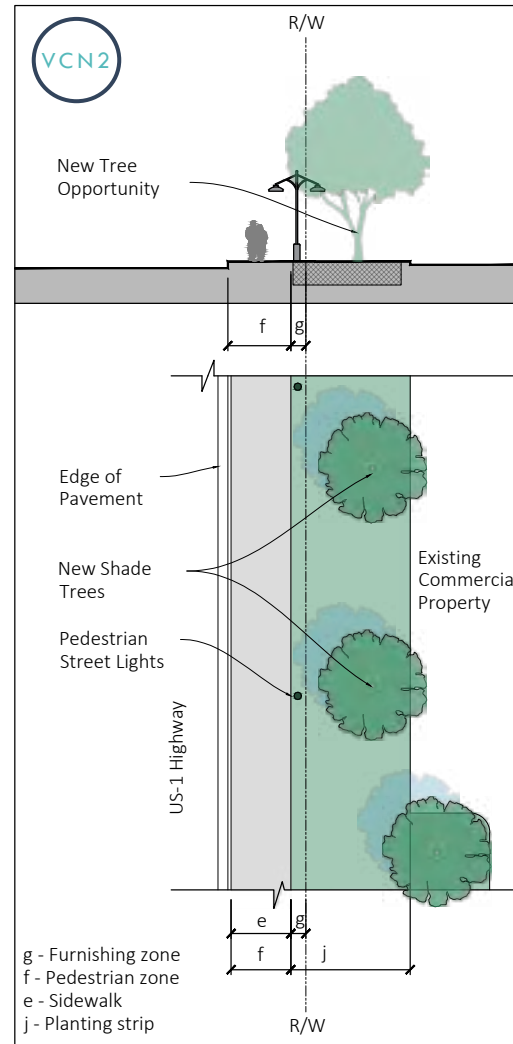 R/W
VCN2
New Tree
Opportunity
f
g
Edge of
Pavement
New Shade
Trees
Existing
Commercia
Property
Pedestrian
Street Lights
US-1 Highway
e
g
f
j
g - Furnishing zone
f - Pedestrian zone
e - Sidewalk
j - Planting strip
R/W